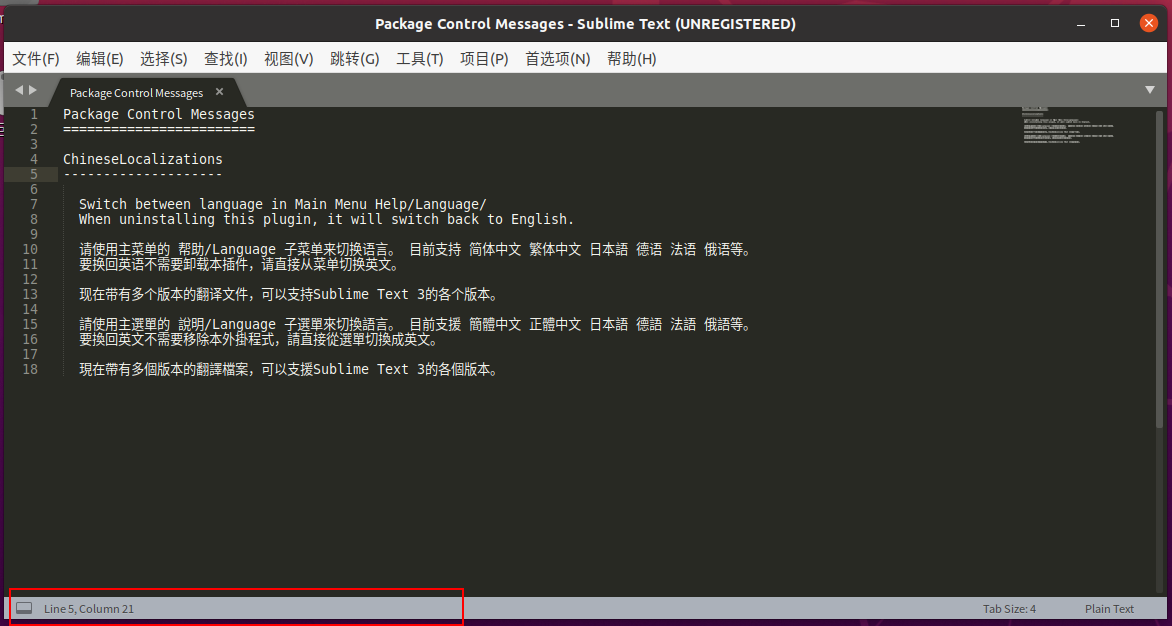 Package Control Messages - Sublime Text (UNREGISTERED)
文件(F) 编辑(E) 选择(S) 查找(I) 视图(V) 跳转(G) 工具(T) 项目(P) 首选项(N) 帮助(H)
Package Control Messages
1 Package Control Messages
2 ========================
3
4 ChineseLocalizations
5 --------------------
6
7 Switch between language in Main Menu Help/Language/
8 When uninstalling this plugin, it will switch back to English.
9
10 请使用主菜单的 帮助/Language 子菜单来切换语言。 目前支持 简体中文 繁体中文 日本語 德语 法语 俄语等。
11 要换回英语不需要卸载本插件，请直接从菜单切换英文。
12
13 现在带有多个版本的翻译文件，可以支持Sublime Text 3的各个版本。
14
15 請使用主選單的 說明/Language 子選單來切換語言。 目前支援 簡體中文 正體中文 日本語 德語 法語 俄語等。
16 要換回英文不需要移除本外掛程式，請直接從選單切換成英文。
17
18 現在帶有多個版本的翻譯檔案，可以支援Sublime Text 3的各個版本。
Line 5, Column 21 Tab Size: 4 Plain Text